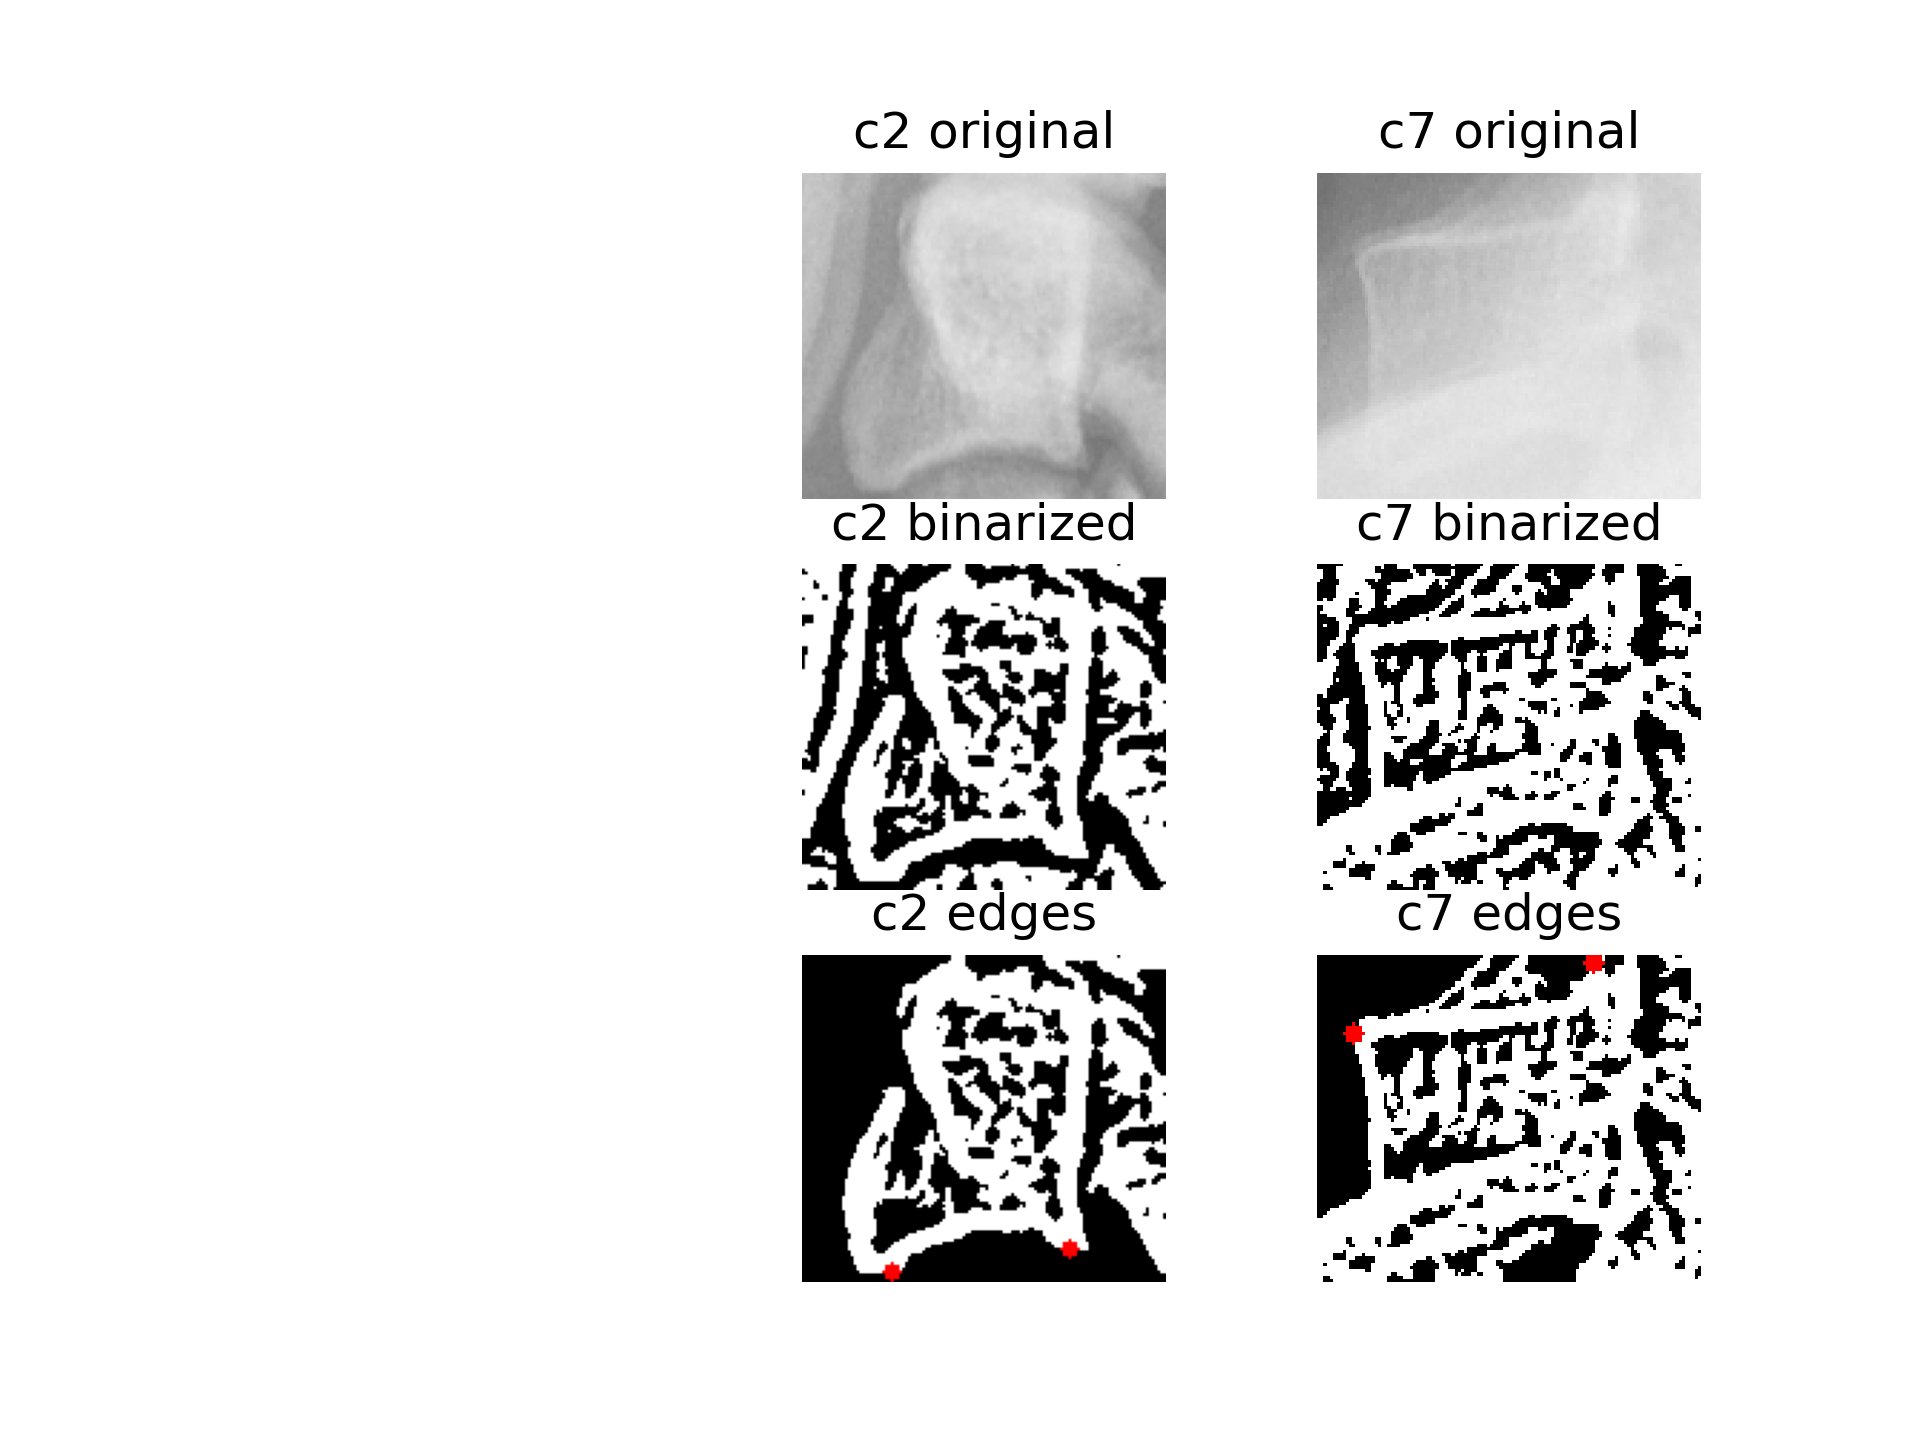 c2 original
c7 original
c2 binarized
c7 binarized
c2 edges
c7 edges